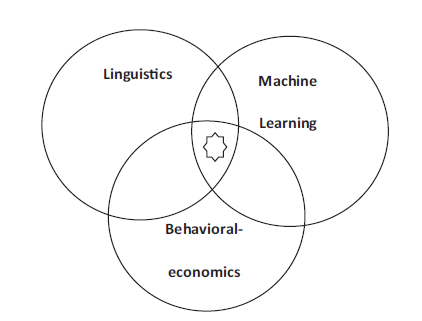 Linguistics
Machine
Learning
Behavioral-
economics